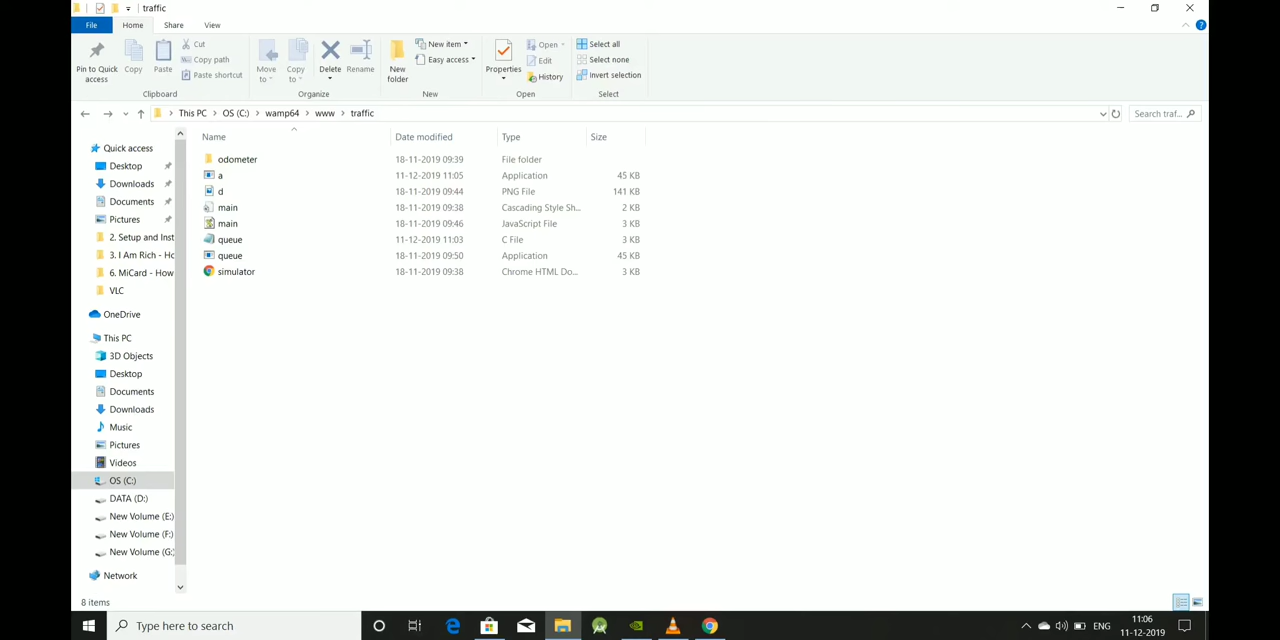 traffic
File Home Share View
Pin to Quick access
Copy
Paste
Cut
Copy path
Paste shortcut
Clipboard
Move to
Copy to
Delete
Rename
Organize
New folder
New item
Easy access
New
Properties
Open
Edit
History
Open
Select all
Select none
Invert selection
Select
This PC > OS (C:) > wamp64 > www > traffic
Search traf...
Name Date modified Type Size
odometer 18-11-2019 09:39 File folder
a 11-12-2019 11:05 Application 45 KB
d 18-11-2019 09:44 PNG File 141 KB
main 18-11-2019 09:38 Cascading Style Sh... 2 KB
main 18-11-2019 09:46 JavaScript File 3 KB
queue 11-12-2019 11:03 C File 3 KB
queue 18-11-2019 09:50 Application 45 KB
simulator 18-11-2019 09:38 Chrome HTML Do... 3 KB
Quick access
Desktop
Downloads
Documents
Pictures
2. Setup and Inst
3. I Am Rich - Ho
6. MiCard - How
VLC
OneDrive
This PC
3D Objects
Desktop
Documents
Downloads
Music
Pictures
Videos
OS (C:)
DATA (D:)
New Volume (E:)
New Volume (F:)
New Volume (G:)
Network
8 items
Type here to search
ENG
11:06
11-12-2019